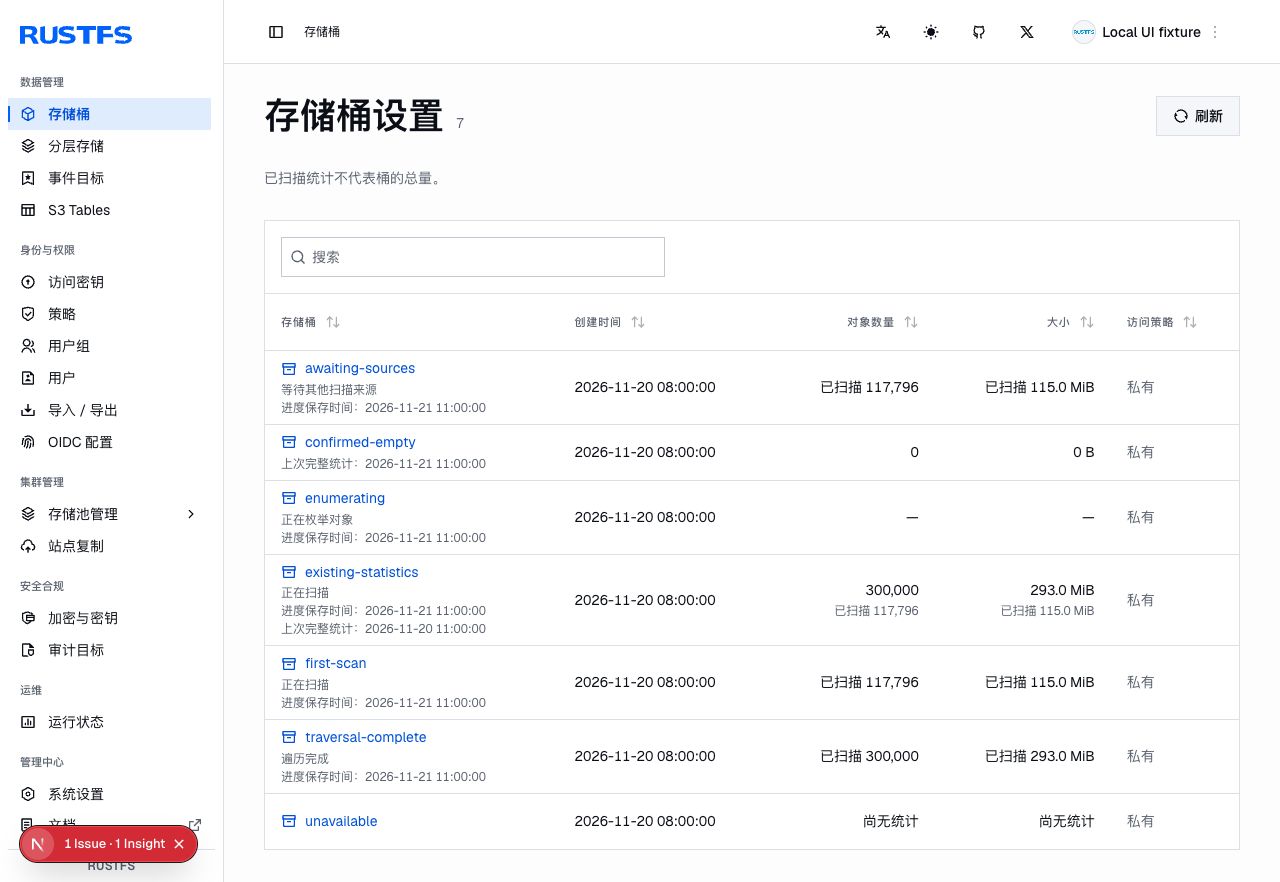 RUSTFS
数据管理
存储桶
分层存储
事件目标
S3 Tables
身份与权限
访问密钥
策略
用户组
用户
导入 / 导出
OIDC 配置
集群管理
存储池管理
站点复制
安全合规
加密与密钥
审计目标
运维
运行状态
管理中心
系统设置
文档
N 1 Issue · 1 Insight
RUSTFS
存储桶
RUSTFS Local UI fixture
存储桶设置 7
刷新
已扫描统计不代表桶的总量。
搜索
存储桶 创建时间 对象数量 大小 访问策略
awaiting-sources
等待其他扫描来源
进度保存时间：2026-11-21 11:00:00
2026-11-20 08:00:00 已扫描 117,796 已扫描 115.0 MiB 私有
confirmed-empty
上次完整统计：2026-11-21 11:00:00
2026-11-20 08:00:00 0 0 B 私有
enumerating
正在枚举对象
进度保存时间：2026-11-21 11:00:00
2026-11-20 08:00:00 — — 私有
existing-statistics
正在扫描
进度保存时间：2026-11-21 11:00:00
上次完整统计：2026-11-20 11:00:00
2026-11-20 08:00:00 300,000 293.0 MiB 私有
已扫描 117,796 已扫描 115.0 MiB
first-scan
正在扫描
进度保存时间：2026-11-21 11:00:00
2026-11-20 08:00:00 已扫描 117,796 已扫描 115.0 MiB 私有
traversal-complete
遍历完成
进度保存时间：2026-11-21 11:00:00
2026-11-20 08:00:00 已扫描 300,000 已扫描 293.0 MiB 私有
unavailable 2026-11-20 08:00:00 尚无统计 尚无统计 私有